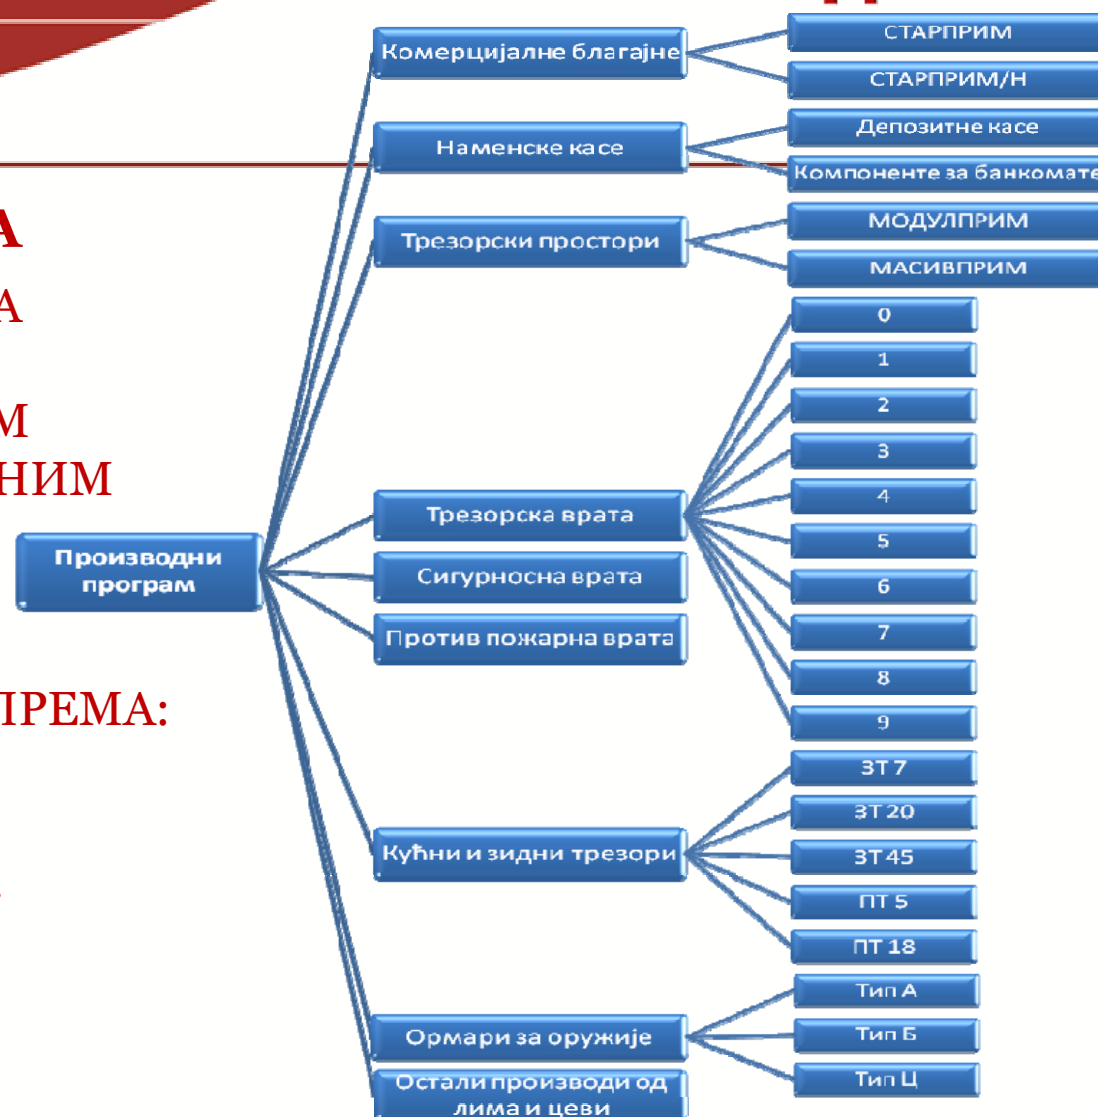 Комерцијалне благајне
СТАРПРИМ
СТАРПРИМ/Н
Наменске касе
Депозитне касе
Компоненте за банкомате
Трезорски простори
МОДУЛПРИМ
МАСИВПРИМ
А
А
М
НИМ
ПРЕМА:
Производни
програм
Трезорска врата
0
1
2
3
4
5
6
7
8
9
Сигурносна врата
Против пожарна врата
Кућни и зидни трезори
ЗТ 7
ЗТ 20
ЗТ 45
ПТ 5
ПТ 18
Ормари за оружије
Тип А
Тип Б
Тип Ц
Остали производи од
лима и цеви